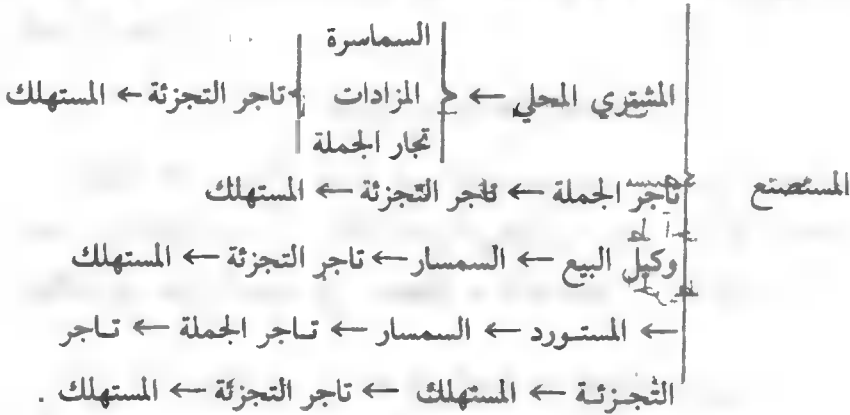 السماسرة
المشتري المحلي ← المزادات تاجر التجزئة ← المستهلك
تجار الجملة
المستصنع تاجر الجملة ← تاجر التجزئة ← المستهلك
وكيل البيع ← السمسار ← تاجر التجزئة ← المستهلك
← المستورد ← السمسار ← تاجر الجملة ← تاجر
التجزئة ← المستهلك ← تاجر التجزئة ← المستهلك .